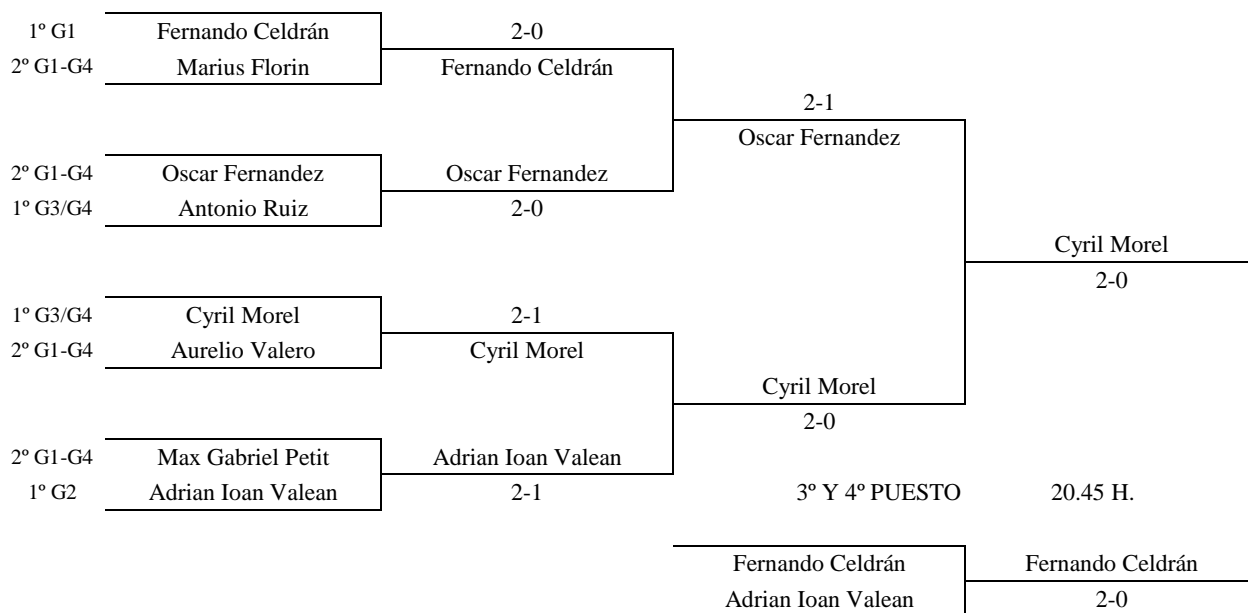 1º G1 Fernando Celdrán 2-0
2º G1-G4 Marius Florin Fernando Celdrán
2-1
Oscar Fernandez
2º G1-G4 Oscar Fernandez Oscar Fernandez
1º G3/G4 Antonio Ruiz 2-0
Cyril Morel
2-0
1º G3/G4 Cyril Morel 2-1
2º G1-G4 Aurelio Valero Cyril Morel
Cyril Morel
2-0
2º G1-G4 Max Gabriel Petit Adrian Ioan Valean
1º G2 Adrian Ioan Valean 2-1 3º Y 4º PUESTO 20.45 H.
Fernando Celdrán Fernando Celdrán
Adrian Ioan Valean 2-0